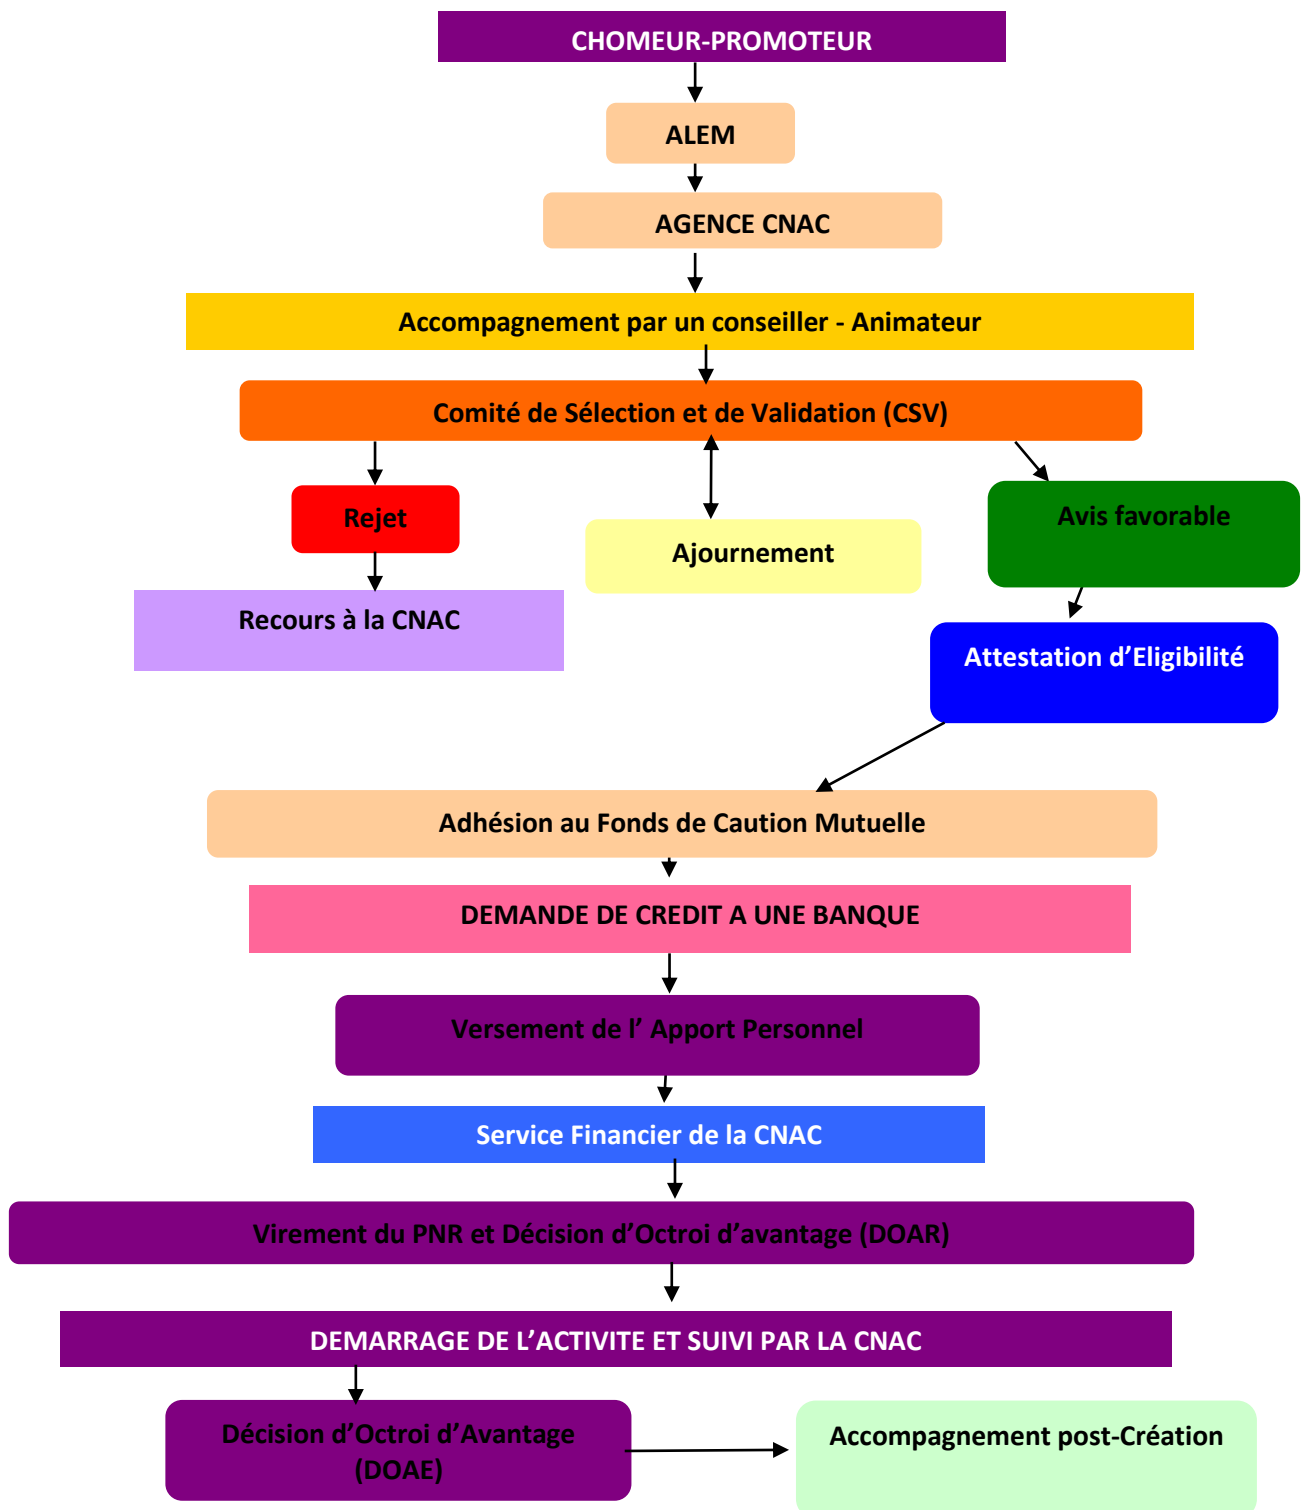 CHOMEUR-PROMOTEUR
ALEM
AGENCE CNAC
Accompagnement par un conseiller - Animateur
Comité de Sélection et de Validation (CSV)
Rejet
Ajournement
Avis favorable
Recours à la CNAC
Attestation d’Eligibilité
Adhésion au Fonds de Caution Mutuelle
DEMANDE DE CREDIT A UNE BANQUE
Versement de l’ Apport Personnel
Service Financier de la CNAC
Virement du PNR et Décision d’Octroi d’avantage (DOAR)
DEMARRAGE DE L’ACTIVITE ET SUIVI PAR LA CNAC
Décision d’Octroi d’Avantage
(DOAE)
Accompagnement post-Création